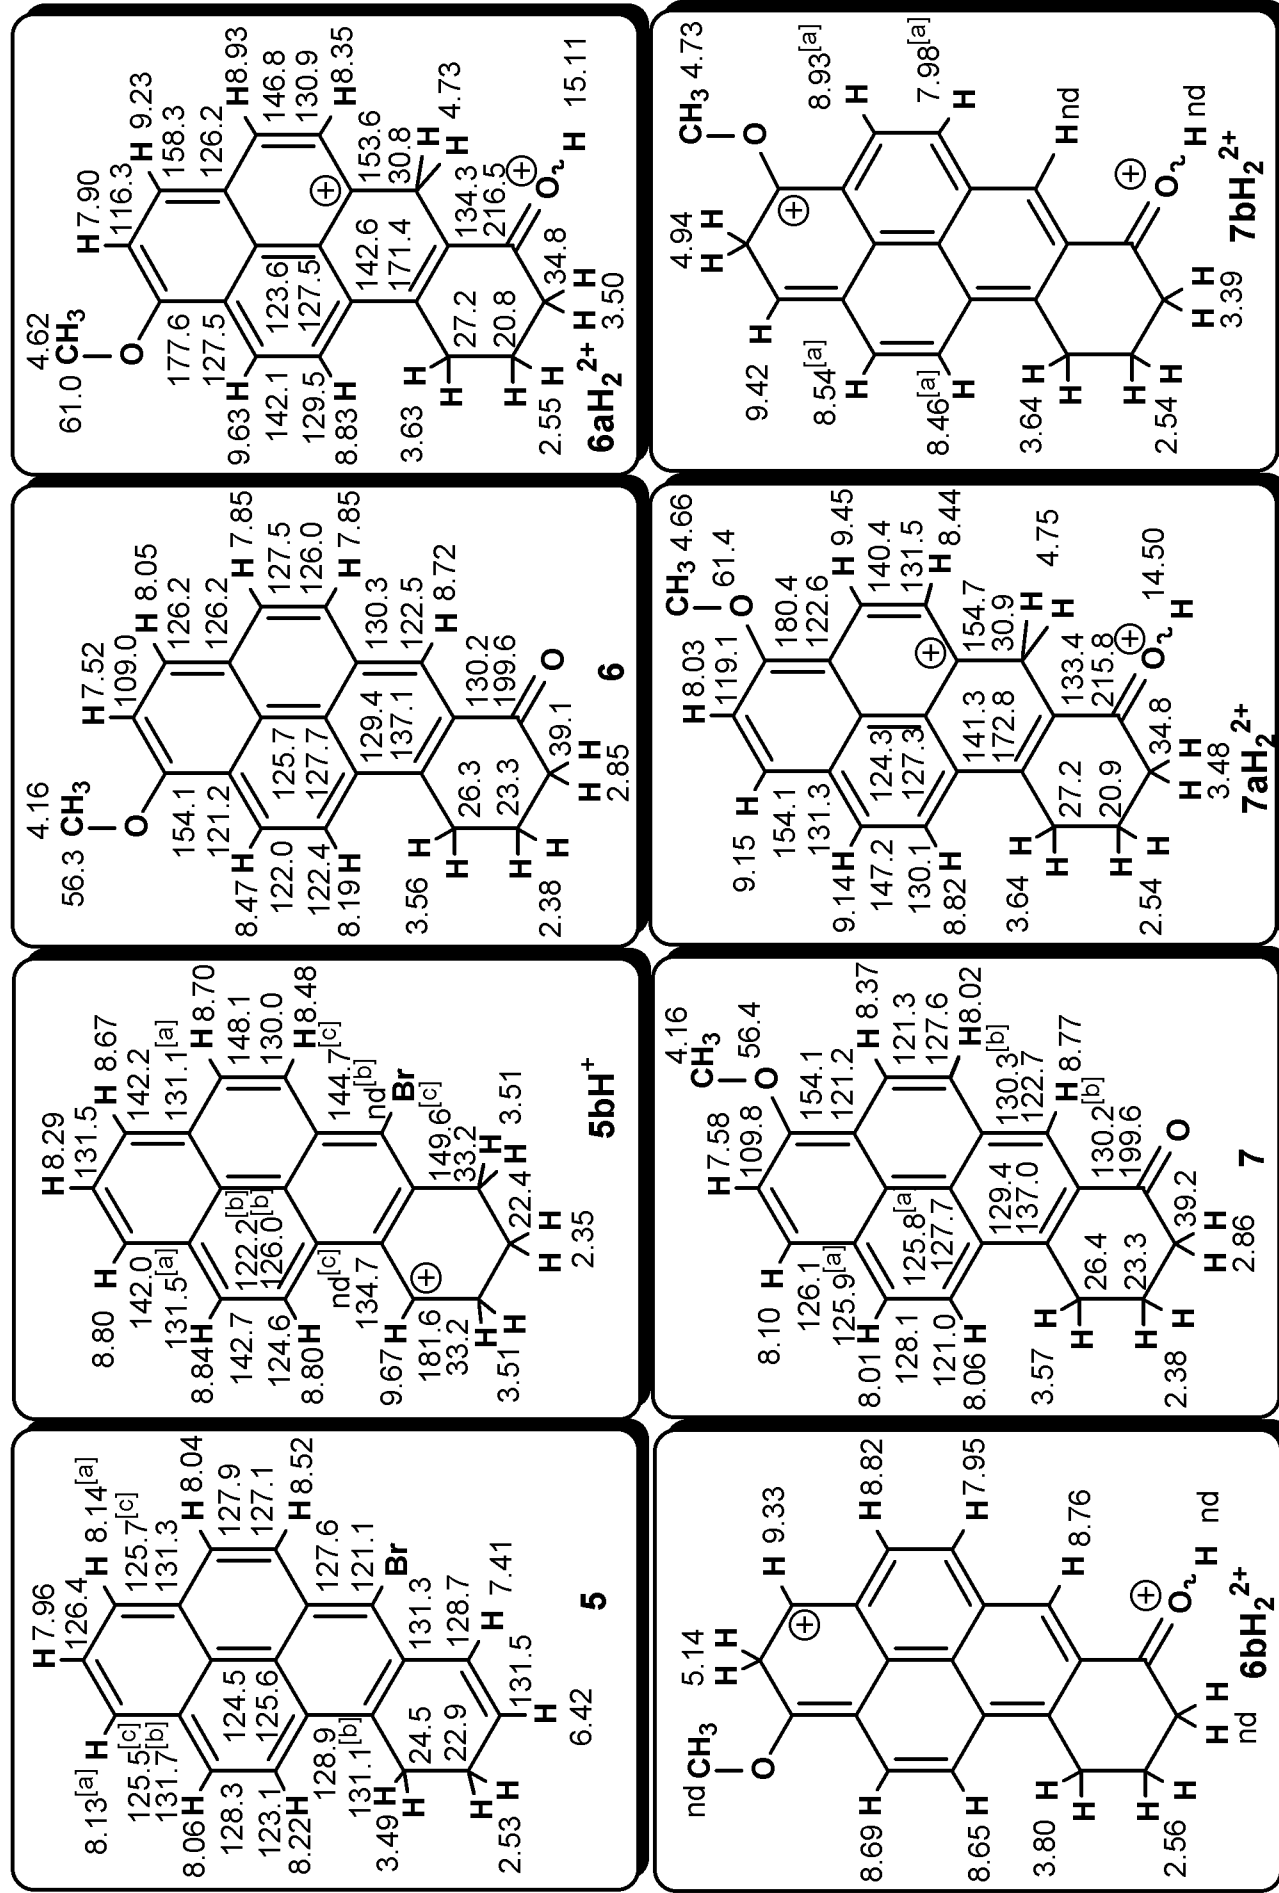 H 7.96
126.4
8.13[a] H
H 8.14[a]
125.5[c]
125.7[c]
131.7[b]
131.3
8.06 H
H 8.04
128.3
124.5
127.9
123.1
125.6
127.1
8.22 H
H 8.52
128.9
127.6
131.1[b]
121.1
Br
3.49 H
H
24.5
131.3
22.9
128.7
H 7.41
H
H
2.53
131.5
H
6.42
5
H 8.29
131.5
8.80
H
H 8.67
142.0
142.2
131.5[a]
131.1[a]
8.84 H
H 8.70
142.7
122.2[b]
148.1
124.6
126.0[b]
130.0
8.80 H
H 8.48
nd[c]
144.7[c]
134.7
nd[b]
Br
9.67 H
181.6
149.6[c]
33.2
33.2
H
H 3.51
3.51 H
H
22.4
H H
2.35
5bH+
4.16
56.3 CH3
O
H 7.52
109.0
H 8.05
154.1
126.2
121.2
126.2
8.47 H
H 7.85
122.0
125.7
127.5
122.4
127.7
126.0
8.19 H
H 7.85
129.4
130.3
137.1
122.5
H 8.72
3.56 H
H
26.3
130.2
23.3
199.6
O
H
2.38 H
39.1
H H
2.85
6
4.62
61.0 CH3
O
H 7.90
116.3
H 9.23
177.6
158.3
127.5
126.2
9.63 H
H 8.93
142.1
123.6
146.8
129.5
127.5
130.9
8.83 H
H 8.35
142.6
153.6
171.4
30.8
H
H 4.73
3.63 H
H
27.2
134.3
20.8
216.5
O
H 15.11
H
2.55 H
34.8
H H
3.50
6aH22+
nd CH3
O
5.14
H H
H 9.33
8.69 H
H 8.82
8.65 H
H 7.95
H 8.76
3.80 H
H
O
H nd
H
2.56 H
H H
nd
6bH22+
4.16
CH3
O 56.4
H 7.58
109.8
8.10 H
126.1
154.1
125.9[a]
121.2
8.01 H
H 8.37
128.1
125.8[a
121.3
121.0
127.7
127.6
8.06 H
H 8.02
129.4
130.3[b]
137.0
122.7
H 8.77
3.57 H
H
26.4
130.2[b]
23.3
199.6
O
H
2.38 H
39.2
H H
2.86
7
CH3 4.66
O 61.4
H 8.03
119.1
9.15 H
154.1
180.4
131.3
122.6
9.14 H
H 9.45
147.2
124.3
140.4
130.1
127.3
131.5
8.82 H
H 8.44
141.3
154.7
172.8
30.9
H
H 4.75
3.64 H
H
27.2
133.4
20.9
215.8
O
H 14.50
H
2.54 H
34.8
H H
3.48
7aH22+
CH3 4.73
O
4.94
H H
9.42 H
8.54[a]
H
8.93[a]
H
8.46[a]
H
7.98[a]
H
H nd
3.64 H
H
O
H nd
H
2.54 H
H H
3.39
7bH22+